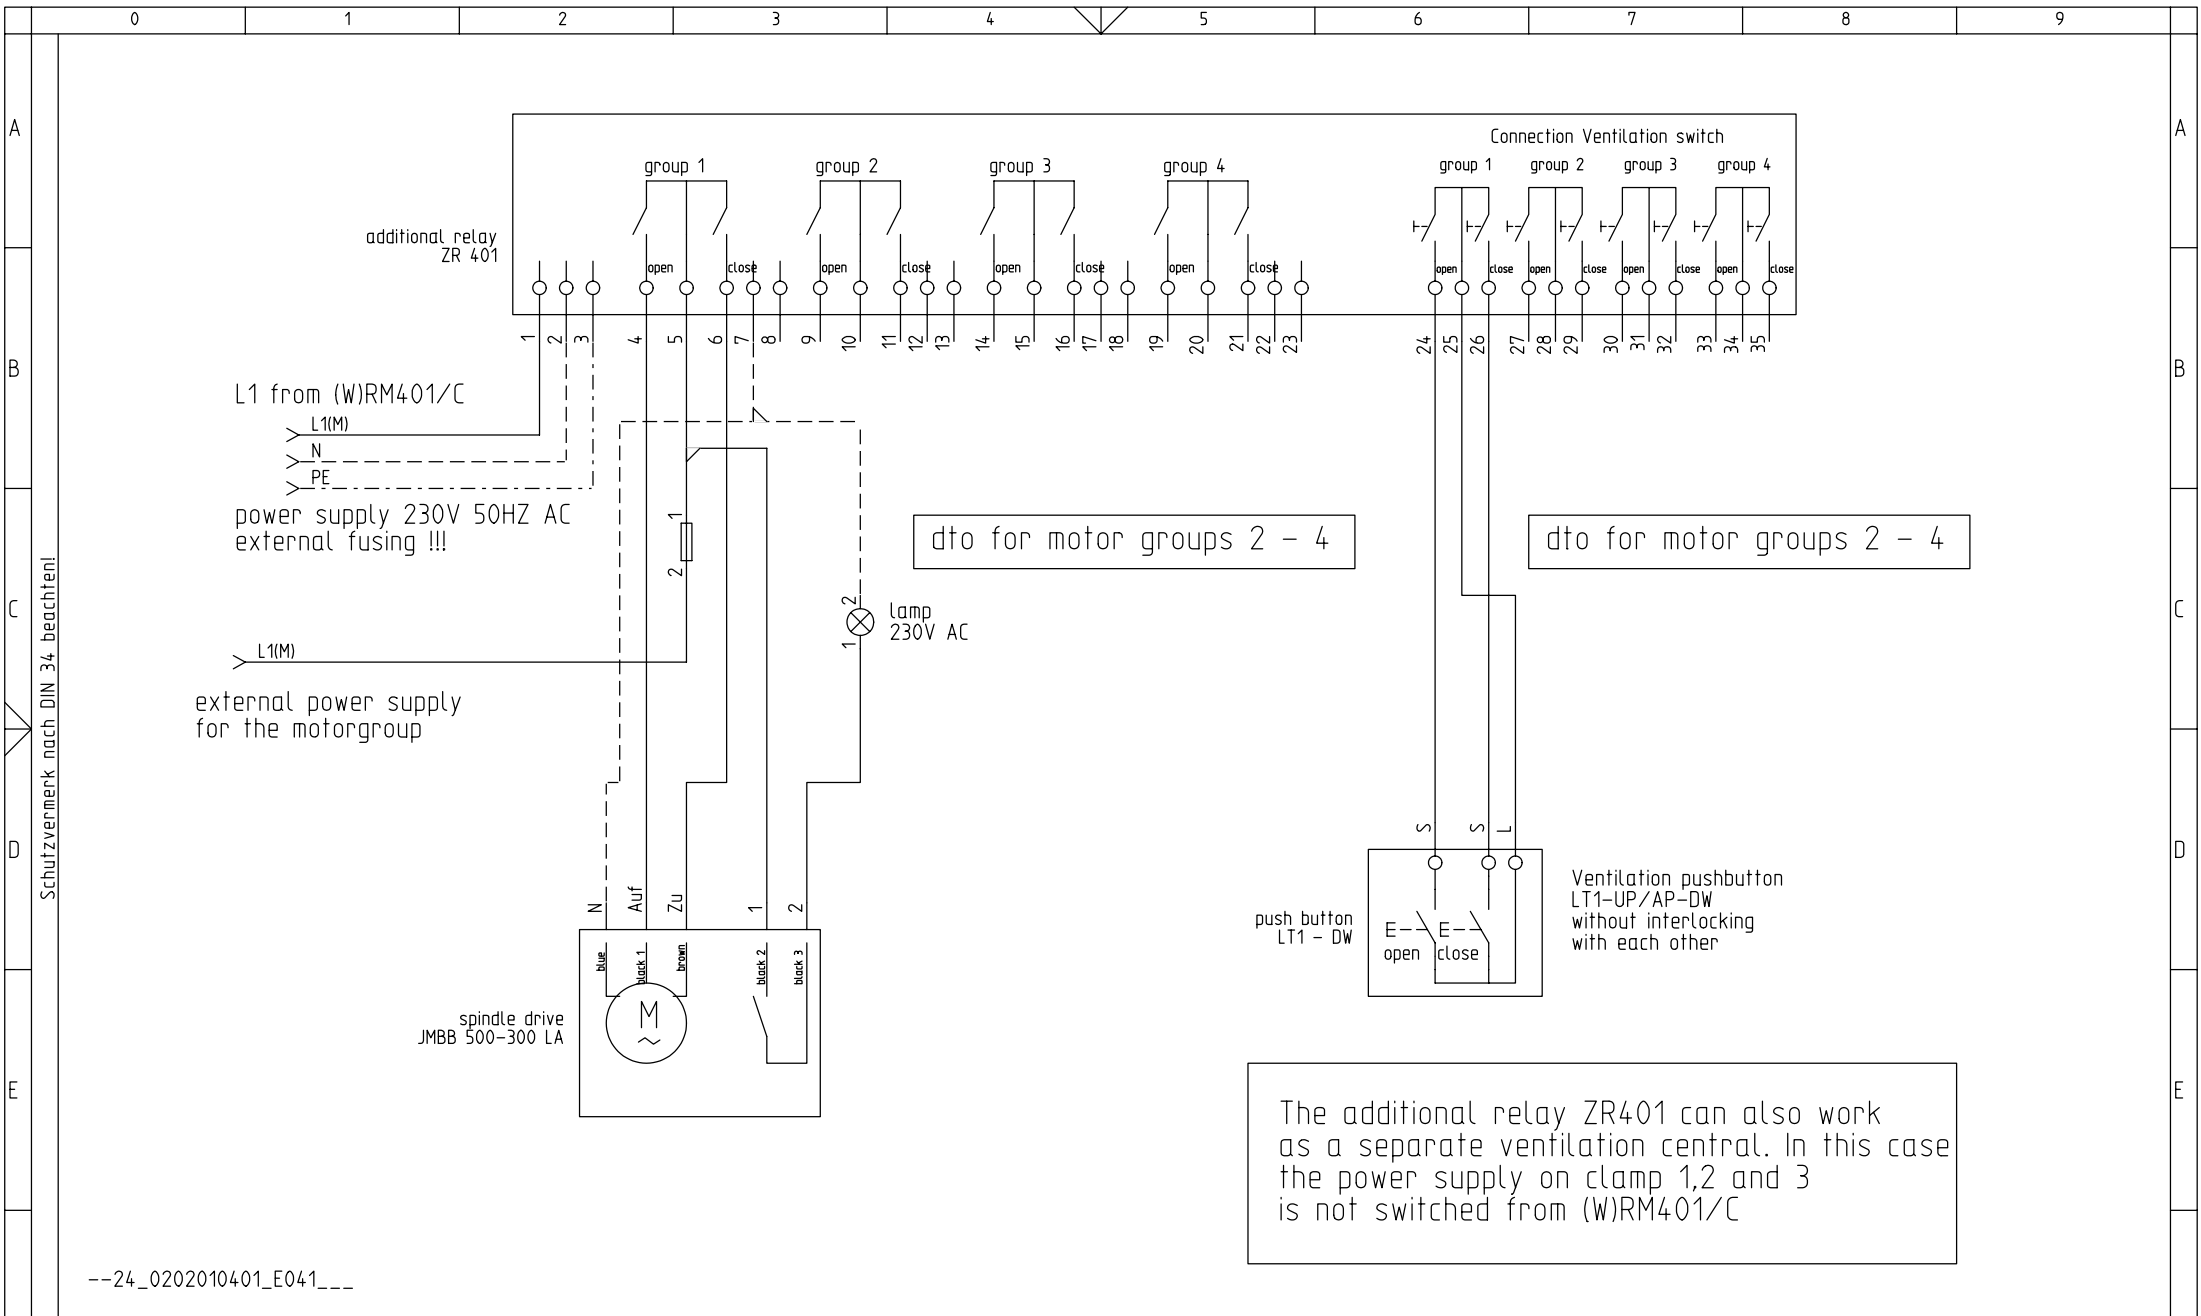 0 1 2 3 4 5 6 7 8 9
A A
Connection Ventilation switch
group 1 group 2 group 3 group 4
group 1 group 2 group 3 group 4
additional relay
ZR 401
open close open close open close open close
open close open close open close open close
1 2 3 4 5 6 7 8 9 10 11 12 13 14 15 16 17 18 19 20 21 22 23
24 25 26 27 28 29 30 31 32 33 34 35
B B
L1 from (W)RM401/C
L1(M)
N
PE
power supply 230V 50HZ AC
external fusing !!!
1
2
dto for motor groups 2 - 4
dto for motor groups 2 - 4
C C
2
1
lamp
230V AC
L1(M)
external power supply
for the motorgroup
Schutzvermerk nach DIN 34 beachten!
D D
S S L
N Auf Zu 1 2
blue black 1 brown black 2 black 3
push button
LT1 - DW
open close
Ventilation pushbutton
LT1-UP/AP-DW
without interlocking
with each other
M
~
spindle drive
JMBB 500-300 LA
E E
The additional relay ZR401 can also work
as a separate ventilation central. In this case
the power supply on clamp 1,2 and 3
is not switched from (W)RM401/C
--24_0202010401_E041___